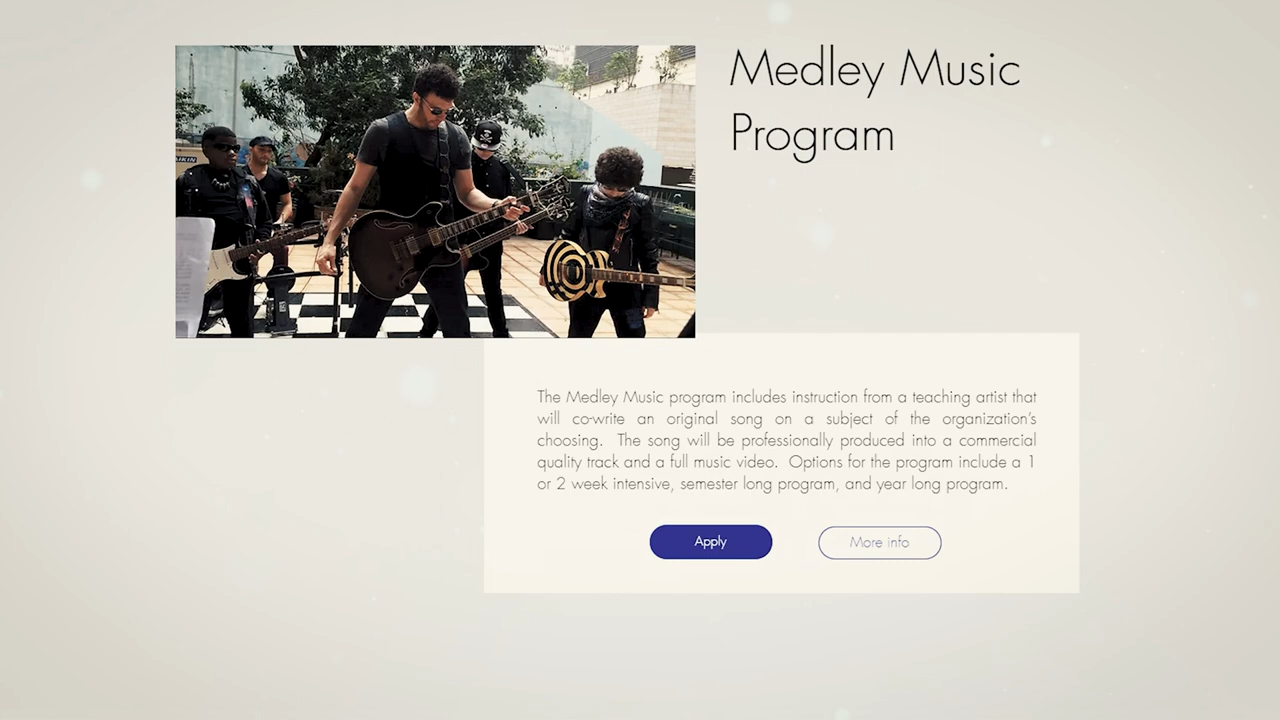 Medley Music
Program
AIKIN
The Medley Music program includes instruction from a teaching artist that
will co-write an original song on a subject of the organization's
choosing.  The song will be professionally produced into a commercial
quality track and a full music video.  Options for the program include a 1
or 2 week intensive, semester long program, and year long program.
Apply
More info